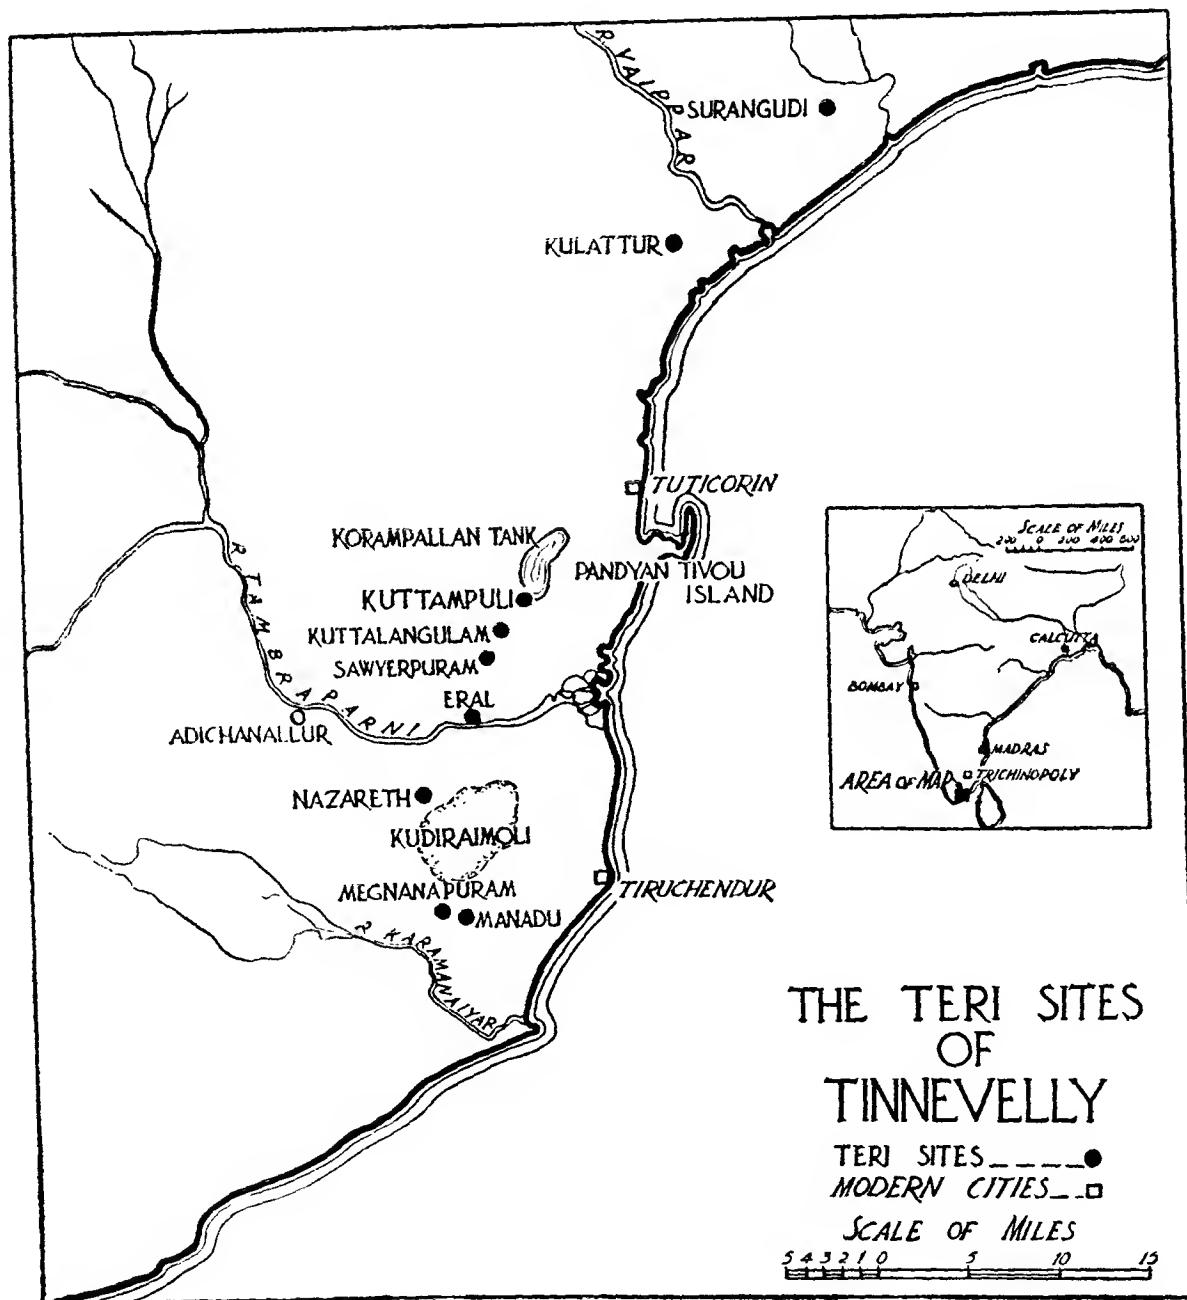 R. VAIPPAR
SURANGUDI
KULATTUR
TUTICORIN
KORAMPALLAN TANK
PANDYAN TIVOU
ISLAND
KUTTAMPULI
KUTTALANGULAM
SAWYERPURAM
ERAL
R. TAMBRAPARNI
ADICHANALLUR
NAZARETH
KUDIRAIMOLI
MEGNANAPURAM
MANADU
TIRUCHENDUR
R KARAMANAIYAR
SCALE OF MILES
200 0 200 400 600
DELHI
CALCUTTA
BOMBAY
MADRAS
TRICHINOPOLY
AREA OF MAP
THE TERI SITES
OF
TINNEVELLY
TERI SITES
MODERN CITIES
SCALE OF MILES
5 4 3 2 1 0 5 10 15